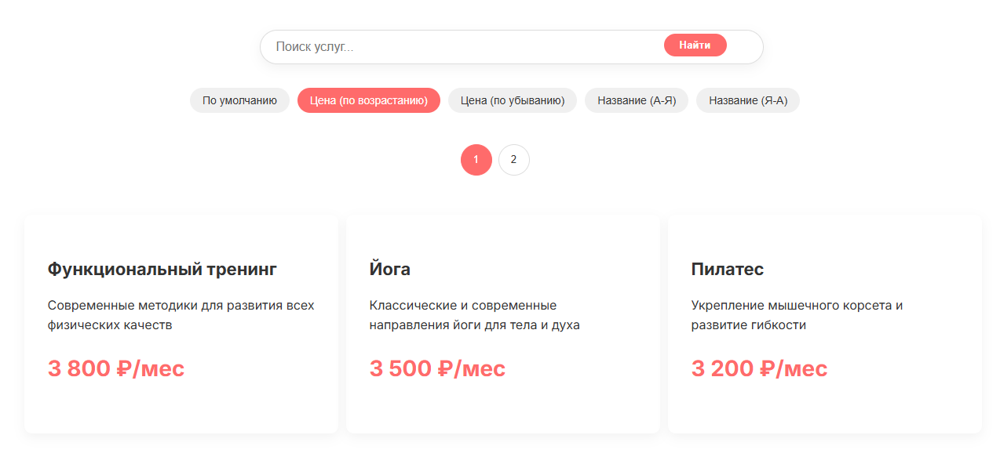 Поиск услуг...
Найти
По умолчанию
Цена (по возрастанию)
Цена (по убыванию)
Название (А-Я)
Название (Я-А)
1
2
Функциональный тренинг
Современные методики для развития всех
физических качеств
3 800 ₽/мес
Йога
Классические и современные
направления йоги для тела и духа
3 500 ₽/мес
Пилатес
Укрепление мышечного корсета и
развитие гибкости
3 200 ₽/мес